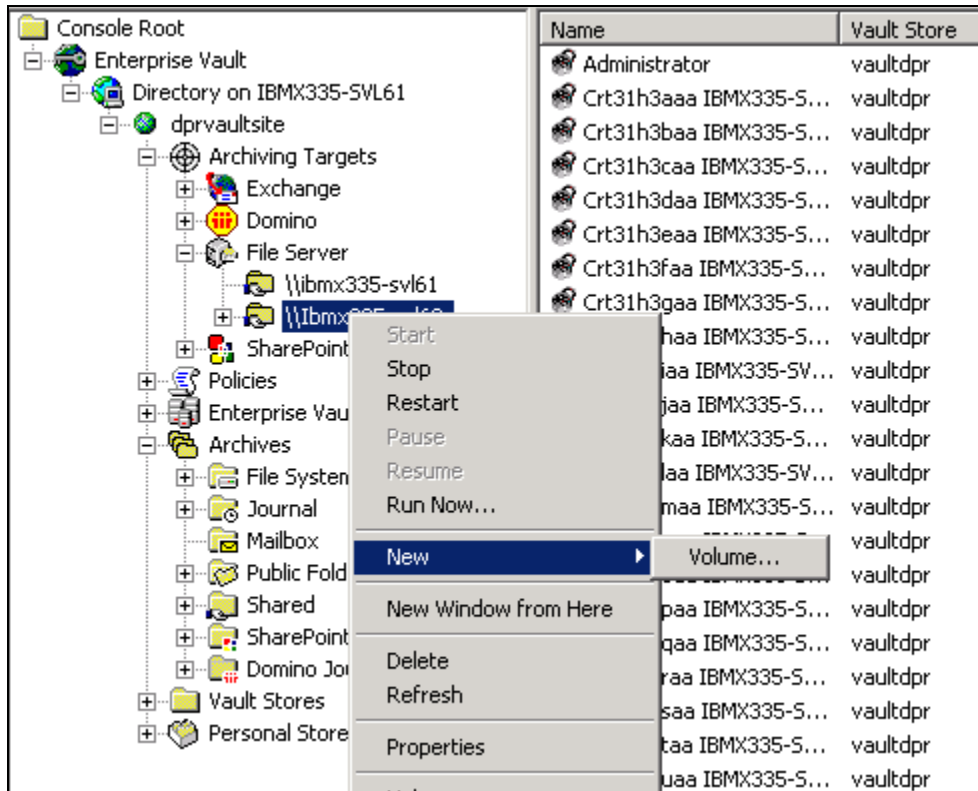 Console Root
Enterprise Vault
Directory on IBMX335-SVL61
dprvaultsite
Archiving Targets
Exchange
Domino
File Server
\\ibmx335-svl61
SharePoint
Policies
Enterprise Vau
Archives
File System
Journal
Mailbox
Public Fold
Shared
SharePoint
Domino Jou
Vault Stores
Personal Store
Start
Stop
Restart
Pause
Resume
Run Now...
New
New Window from Here
Delete
Refresh
Properties
Volume...
Name Vault Store
Administrator vaultdpr
Crt31h3aaa IBMX335-S... vaultdpr
Crt31h3baa IBMX335-S... vaultdpr
Crt31h3caa IBMX335-S... vaultdpr
Crt31h3daa IBMX335-S... vaultdpr
Crt31h3eaa IBMX335-S... vaultdpr
Crt31h3faa IBMX335-S... vaultdpr
Crt31h3gaa IBMX335-S... vaultdpr
haa IBMX335-S... vaultdpr
iaa IBMX335-SV... vaultdpr
jaa IBMX335-S... vaultdpr
kaa IBMX335-S... vaultdpr
laa IBMX335-SV... vaultdpr
maa IBMX335-S... vaultdpr
vaultdpr
vaultdpr
paa IBMX335-S... vaultdpr
qaa IBMX335-S... vaultdpr
raa IBMX335-S... vaultdpr
saa IBMX335-S... vaultdpr
taa IBMX335-S... vaultdpr
uaa IBMX335-S... vaultdpr